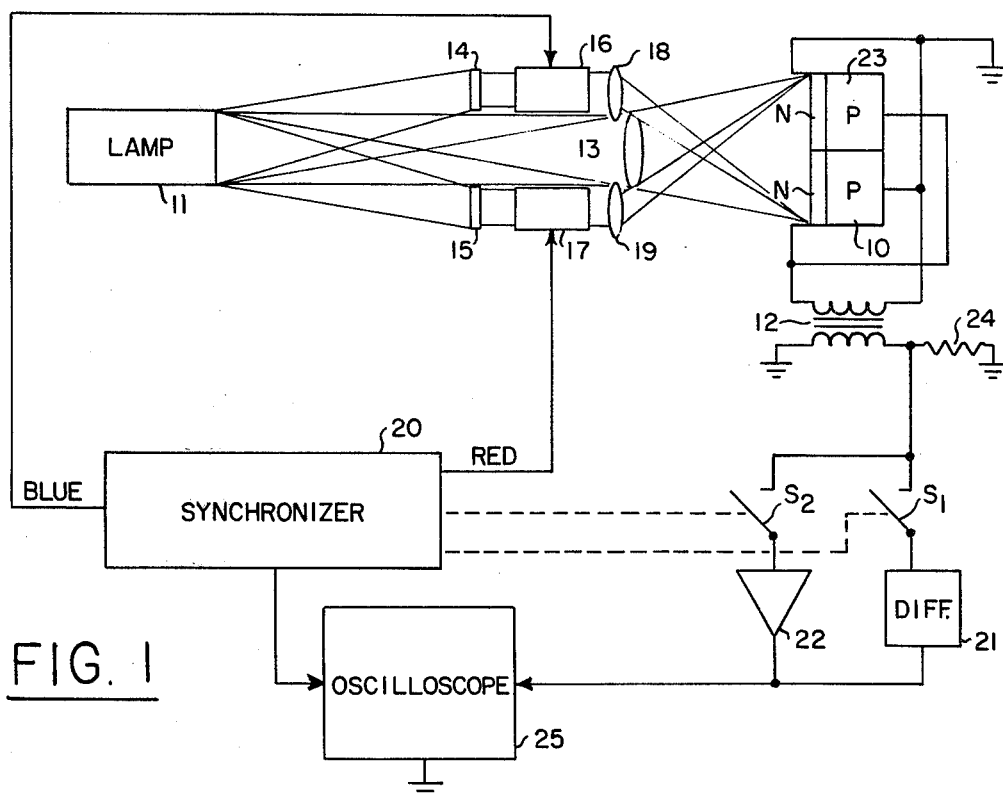 14
16
18
23
N
P
LAMP
13
11
15
17
19
N
P
10
12
24
20
RED
BLUE
SYNCHRONIZER
S2
S1
DIFF.
22
21
FIG. 1
OSCILLOSCOPE
25